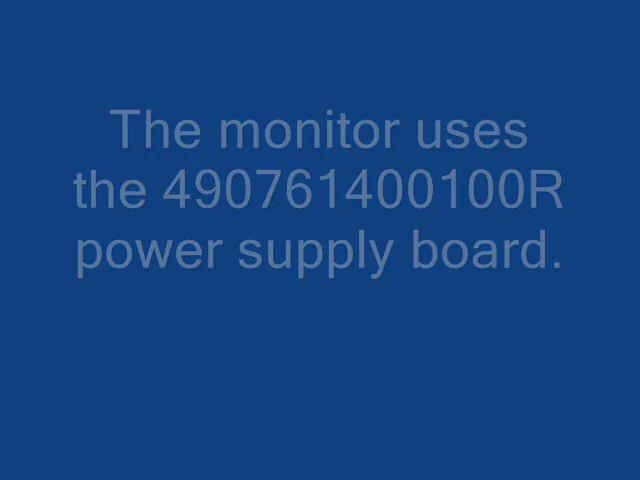 The monitor uses
the 490761400100R
power supply board.